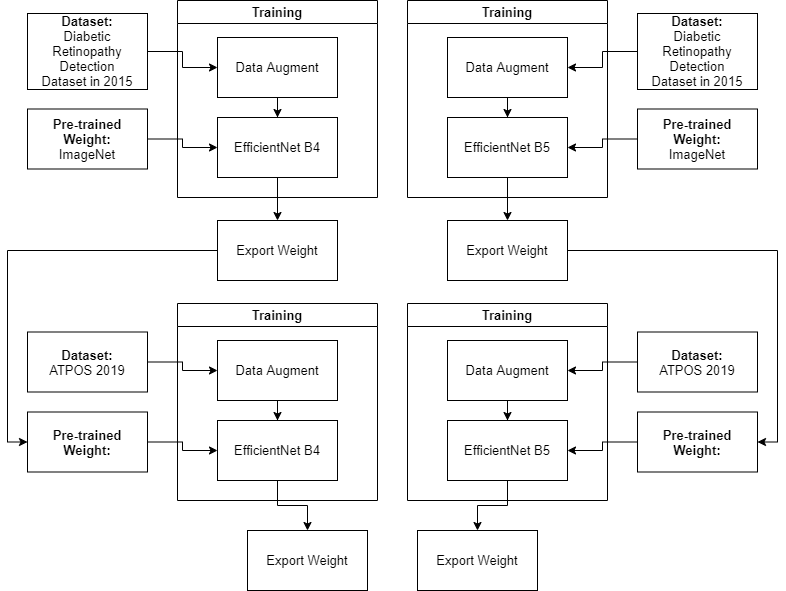 Training
Dataset:
Diabetic
Retinopathy
Detection
Dataset in 2015
Data Augment
Pre-trained
Weight:
ImageNet
EfficientNet B4
Export Weight
Training
Dataset:
Diabetic
Retinopathy
Detection
Dataset in 2015
Data Augment
Pre-trained
Weight:
ImageNet
EfficientNet B5
Export Weight
Training
Dataset:
ATPOS 2019
Data Augment
Pre-trained
Weight:
EfficientNet B4
Export Weight
Training
Dataset:
ATPOS 2019
Data Augment
Pre-trained
Weight:
EfficientNet B5
Export Weight